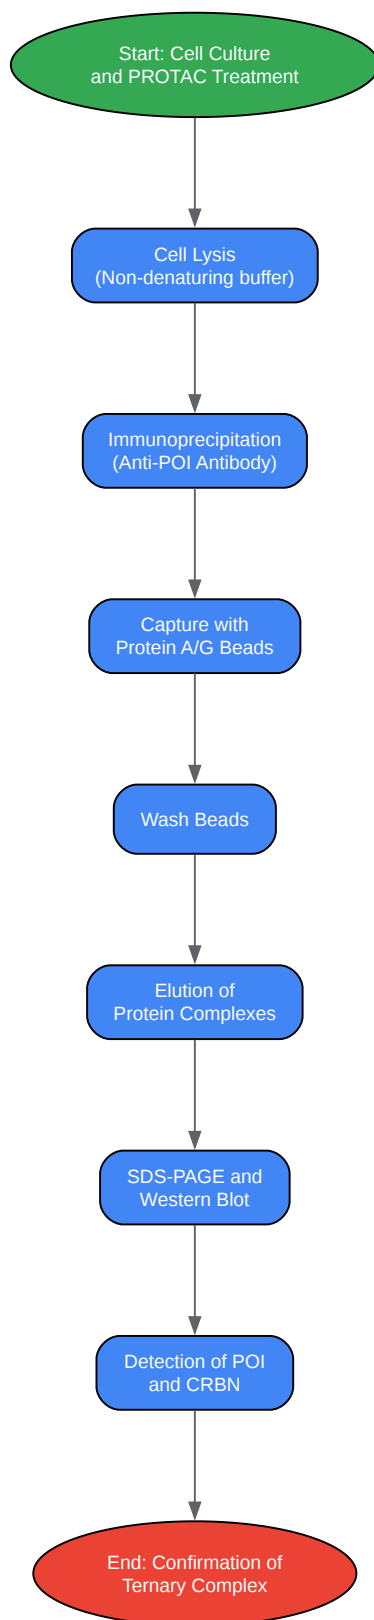 Start: Cell Culture
and PROTAC Treatment
Cell Lysis
(Non-denaturing buffer)
Immunoprecipitation
(Anti-POI Antibody)
Capture with
Protein A/G Beads
Wash Beads
Elution of
Protein Complexes
SDS-PAGE and
Western Blot
Detection of POI
and CRBN
End: Confirmation of
Ternary Complex